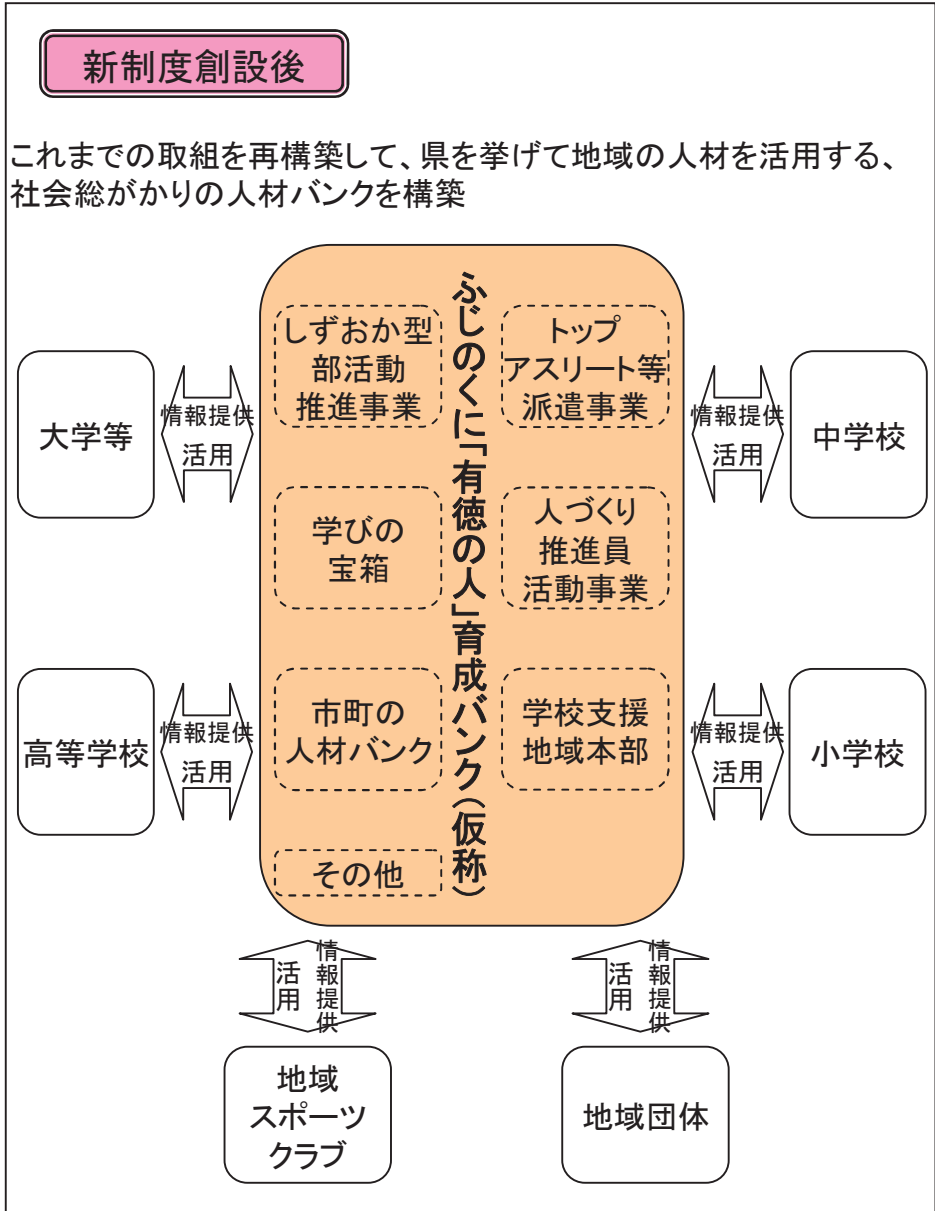 新制度創設後
これまでの取組を再構築して、県を挙げて地域の人材を活用する、
社会総がかりの人材バンクを構築
ふじのくに「有徳の人」育成バンク（仮称）
しずおか型
部活動
推進事業
トップ
アスリート等
派遣事業
学びの
宝箱
人づくり
推進員
活動事業
市町の
人材バンク
学校支援
地域本部
その他
大学等
情報提供
活用
情報提供
活用
中学校
高等学校
情報提供
活用
情報提供
活用
小学校
情報提供
活用
情報提供
活用
地域
スポーツ
クラブ
地域団体